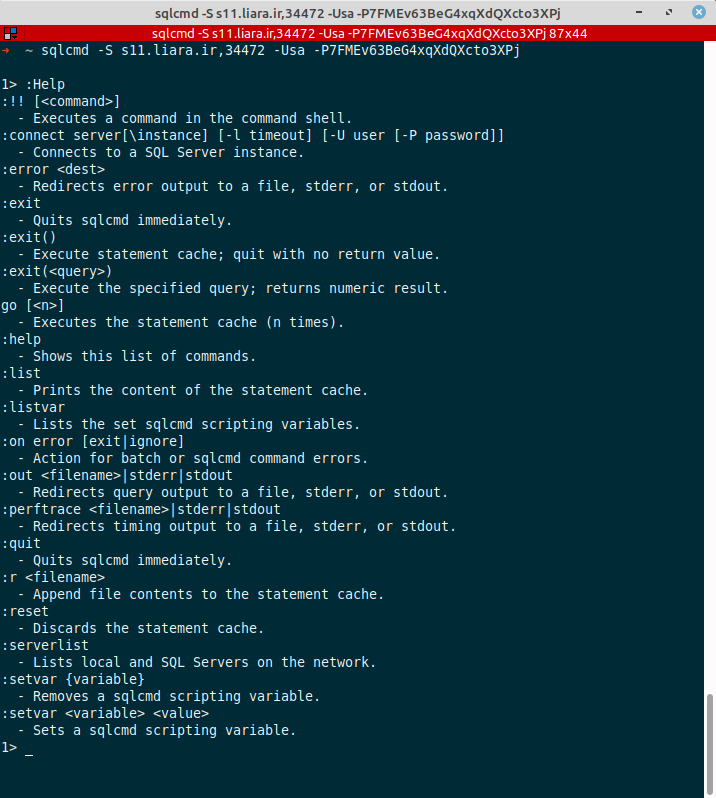 sqlcmd -S s11.liara.ir,34472 -Usa -P7FMEv63BeG4xqXdQXcto3XPj
sqlcmd -S s11.liara.ir,34472 -Usa -P7FMEv63BeG4xqXdQXcto3XPj 87x44
→ ~ sqlcmd -S s11.liara.ir,34472 -Usa -P7FMEv63BeG4xqXdQXcto3XPj
1> :Help
:!! [<command>]
  - Executes a command in the command shell.
:connect server[\instance] [-l timeout] [-U user [-P password]]
  - Connects to a SQL Server instance.
:error <dest>
  - Redirects error output to a file, stderr, or stdout.
:exit
  - Quits sqlcmd immediately.
:exit()
  - Execute statement cache; quit with no return value.
:exit(<query>)
  - Execute the specified query; returns numeric result.
go [<n>]
  - Executes the statement cache (n times).
:help
  - Shows this list of commands.
:list
  - Prints the content of the statement cache.
:listvar
  - Lists the set sqlcmd scripting variables.
:on error [exit|ignore]
  - Action for batch or sqlcmd command errors.
:out <filename>|stderr|stdout
  - Redirects query output to a file, stderr, or stdout.
:perftrace <filename>|stderr|stdout
  - Redirects timing output to a file, stderr, or stdout.
:quit
  - Quits sqlcmd immediately.
:r <filename>
  - Append file contents to the statement cache.
:reset
  - Discards the statement cache.
:serverlist
  - Lists local and SQL Servers on the network.
:setvar {variable}
  - Removes a sqlcmd scripting variable.
:setvar <variable> <value>
  - Sets a sqlcmd scripting variable.
1> _